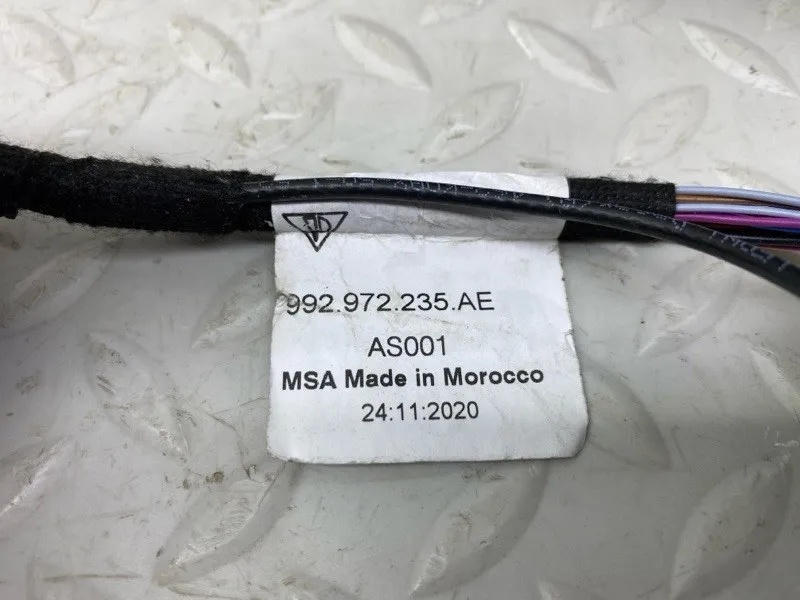 992.972.235.AE
AS001
MSA Made in Morocco
24:11:2020